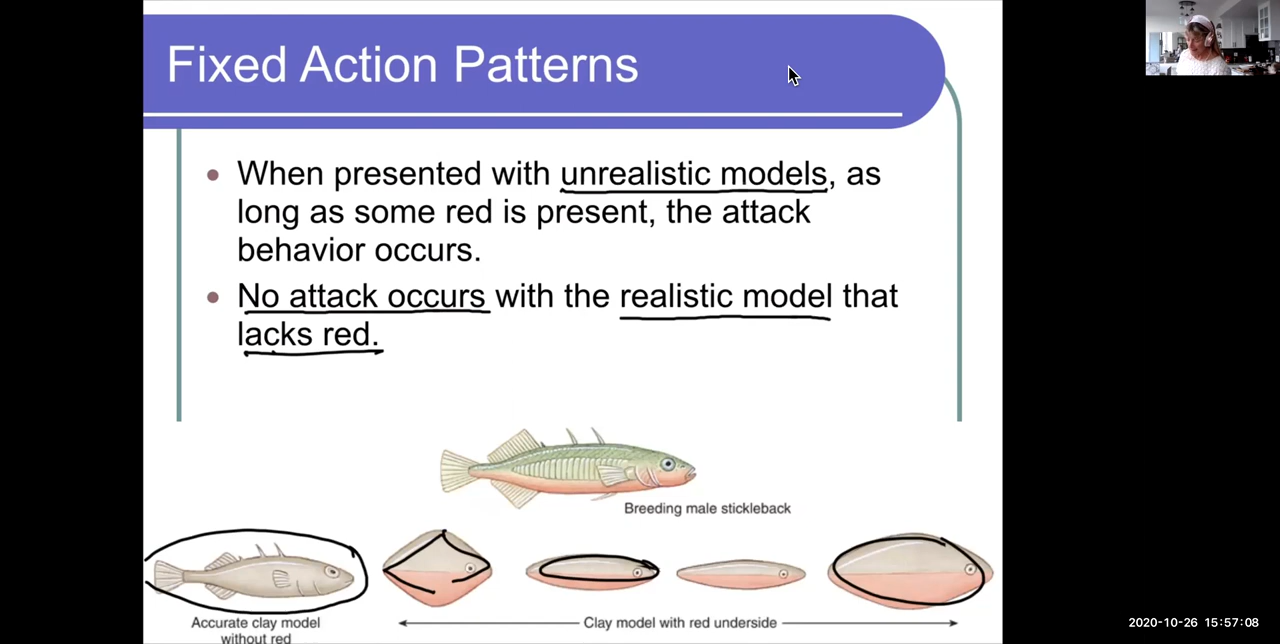 Fixed Action Patterns
When presented with unrealistic models, as
long as some red is present, the attack
behavior occurs.
No attack occurs with the realistic model that
lacks red.
Breeding male stickleback
Accurate clay model
without red
Clay model with red underside
2020-10-26 15:57:08